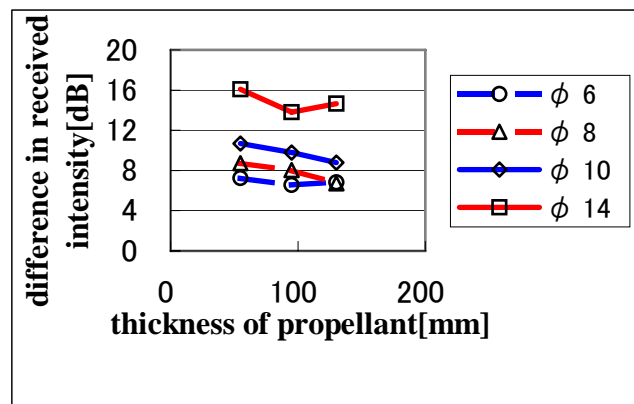 difference in received
intensity[dB]
20
16
12
8
4
0
0 100 200
thickness of propellant[mm]
φ 6
φ 8
φ 10
φ 14